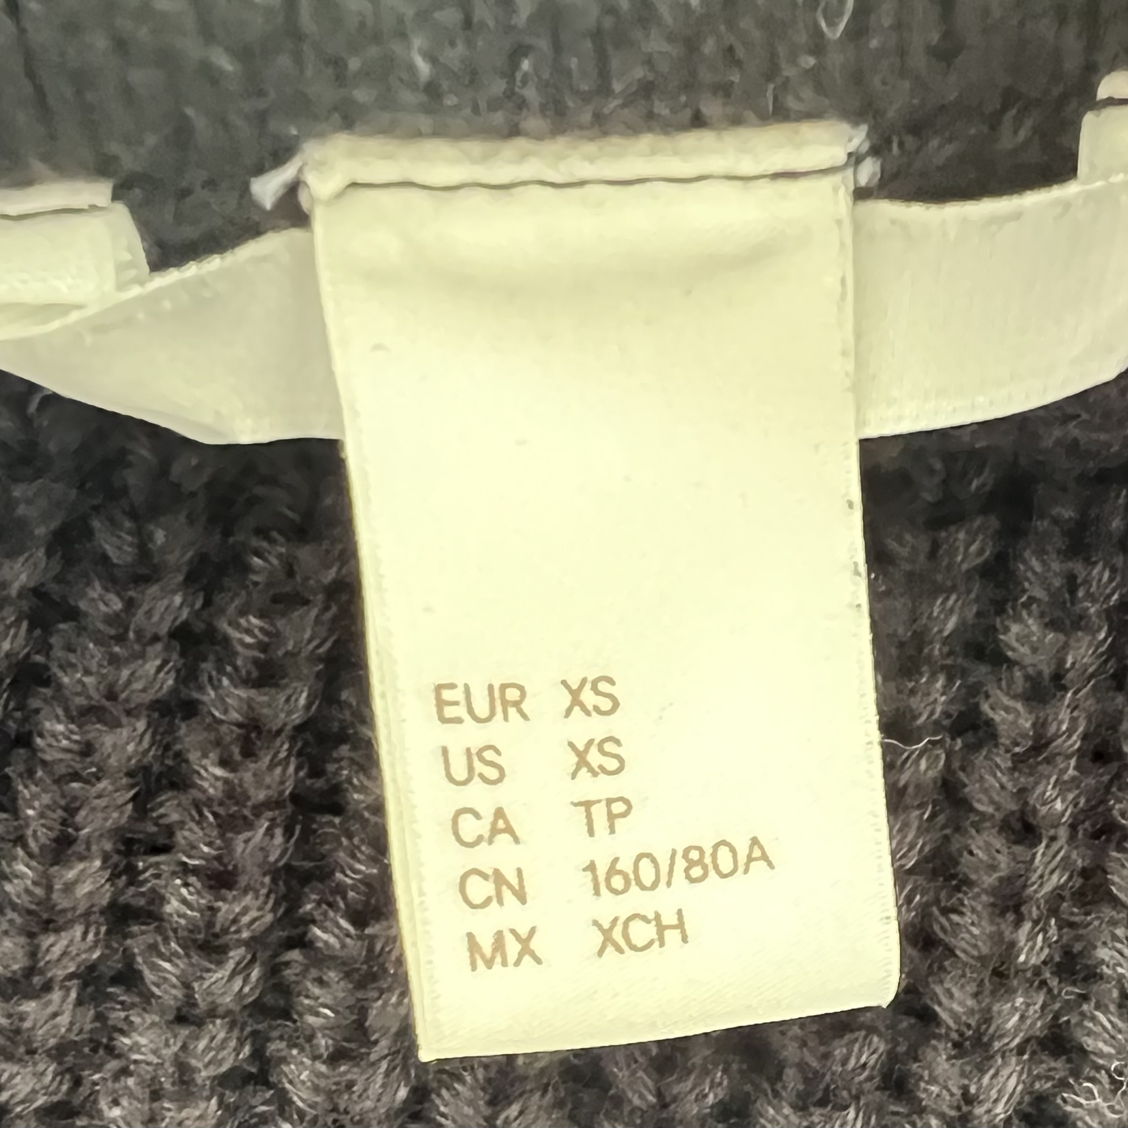 EUR XS
US XS
CA TP
CN 160/80A
MX XCH